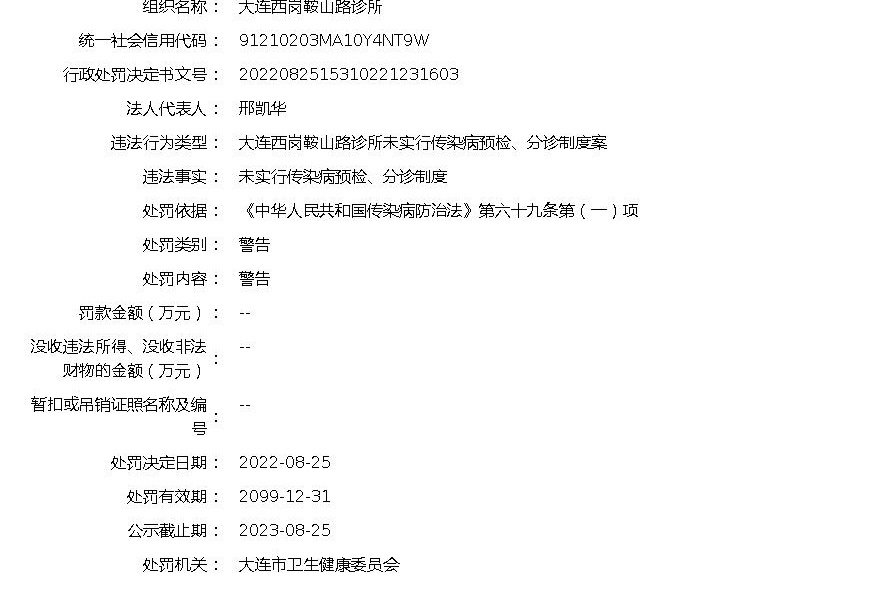 组织名称： 大连西岗鞍山路诊所
统一社会信用代码： 91210203MA10Y4NT9W
行政处罚决定书文号： 2022082515310221231603
法人代表人： 邢凯华
违法行为类型： 大连西岗鞍山路诊所未实行传染病预检、分诊制度案
违法事实： 未实行传染病预检、分诊制度
处罚依据： 《中华人民共和国传染病防治法》第六十九条第（一）项
处罚类别： 警告
处罚内容： 警告
罚款金额（万元）： --
没收违法所得、没收非法
财物的金额（万元）： --
暂扣或吊销证照名称及编
号： --
处罚决定日期： 2022-08-25
处罚有效期： 2099-12-31
公示截止期： 2023-08-25
处罚机关： 大连市卫生健康委员会